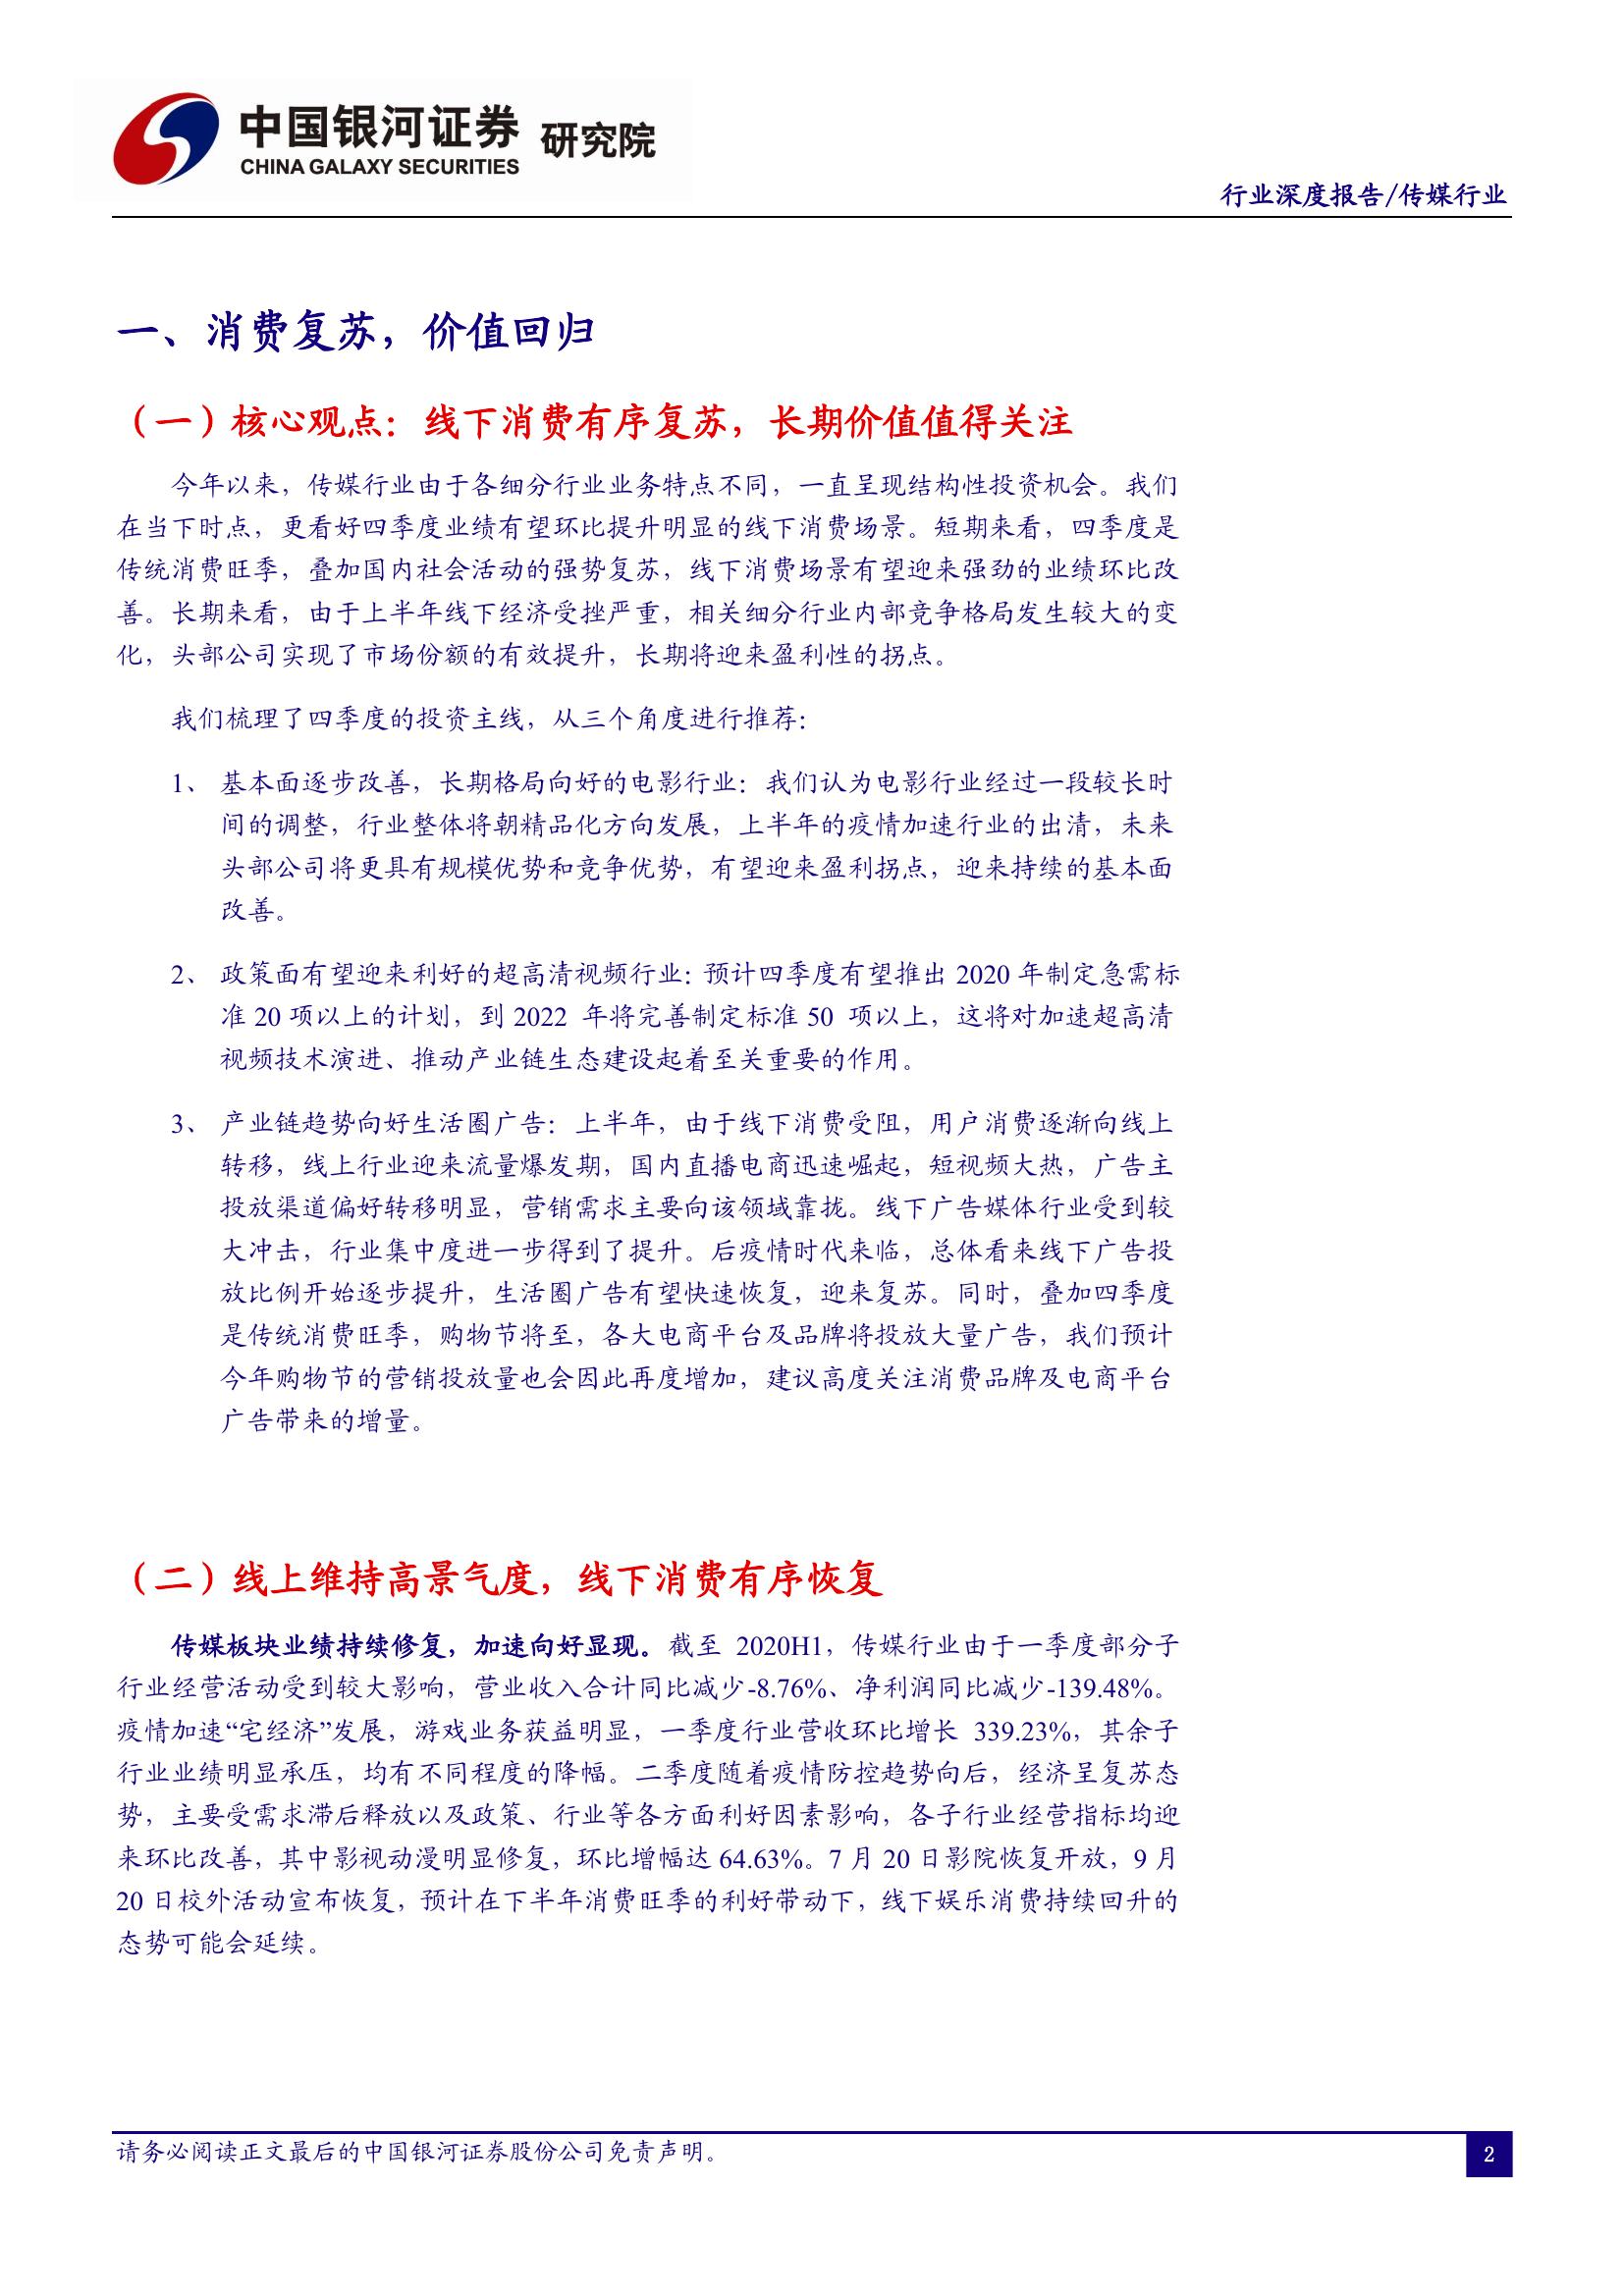 中国银河证券 研究院
CHINA GALAXY SECURITIES
行业深度报告/传媒行业
一、消费复苏，价值回归
（一）核心观点：线下消费有序复苏，长期价值值得关注
今年以来，传媒行业由于各细分行业业务特点不同，一直呈现结构性投资机会。我们
在当下时点，更看好四季度业绩有望环比提升明显的线下消费场景。短期来看，四季度是
传统消费旺季，叠加国内社会活动的强势复苏，线下消费场景有望迎来强劲的业绩环比改
善。长期来看，由于上半年线下经济受挫严重，相关细分行业内部竞争格局发生较大的变
化，头部公司实现了市场份额的有效提升，长期将迎来盈利性的拐点。
我们梳理了四季度的投资主线，从三个角度进行推荐：
1、 基本面逐步改善，长期格局向好的电影行业：我们认为电影行业经过一段较长时
间的调整，行业整体将朝精品化方向发展，上半年的疫情加速行业的出清，未来
头部公司将更具有规模优势和竞争优势，有望迎来盈利拐点，迎来持续的基本面
改善。
2、 政策面有望迎来利好的超高清视频行业：预计四季度有望推出 2020 年制定急需标
准 20 项以上的计划，到 2022 年将完善制定标准 50 项以上，这将对加速超高清
视频技术演进、推动产业链生态建设起着至关重要的作用。
3、 产业链趋势向好生活圈广告：上半年，由于线下消费受阻，用户消费逐渐向线上
转移，线上行业迎来流量爆发期，国内直播电商迅速崛起，短视频大热，广告主
投放渠道偏好转移明显，营销需求主要向该领域靠拢。线下广告媒体行业受到较
大冲击，行业集中度进一步得到了提升。后疫情时代来临，总体看来线下广告投
放比例开始逐步提升，生活圈广告有望快速恢复，迎来复苏。同时，叠加四季度
是传统消费旺季，购物节将至，各大电商平台及品牌将投放大量广告，我们预计
今年购物节的营销投放量也会因此再度增加，建议高度关注消费品牌及电商平台
广告带来的增量。
（二）线上维持高景气度，线下消费有序恢复
传媒板块业绩持续修复，加速向好显现。截至 2020H1，传媒行业由于一季度部分子
行业经营活动受到较大影响，营业收入合计同比减少-8.76%、净利润同比减少-139.48%。
疫情加速“宅经济”发展，游戏业务获益明显，一季度行业营收环比增长 339.23%，其余子
行业业绩明显承压，均有不同程度的降幅。二季度随着疫情防控趋势向后，经济呈复苏态
势，主要受需求滞后释放以及政策、行业等各方面利好因素影响，各子行业经营指标均迎
来环比改善，其中影视动漫明显修复，环比增幅达 64.63%。7 月 20 日影院恢复开放，9 月
20 日校外活动宣布恢复，预计在下半年消费旺季的利好带动下，线下娱乐消费持续回升的
态势可能会延续。
请务必阅读正文最后的中国银河证券股份公司免责声明。
2